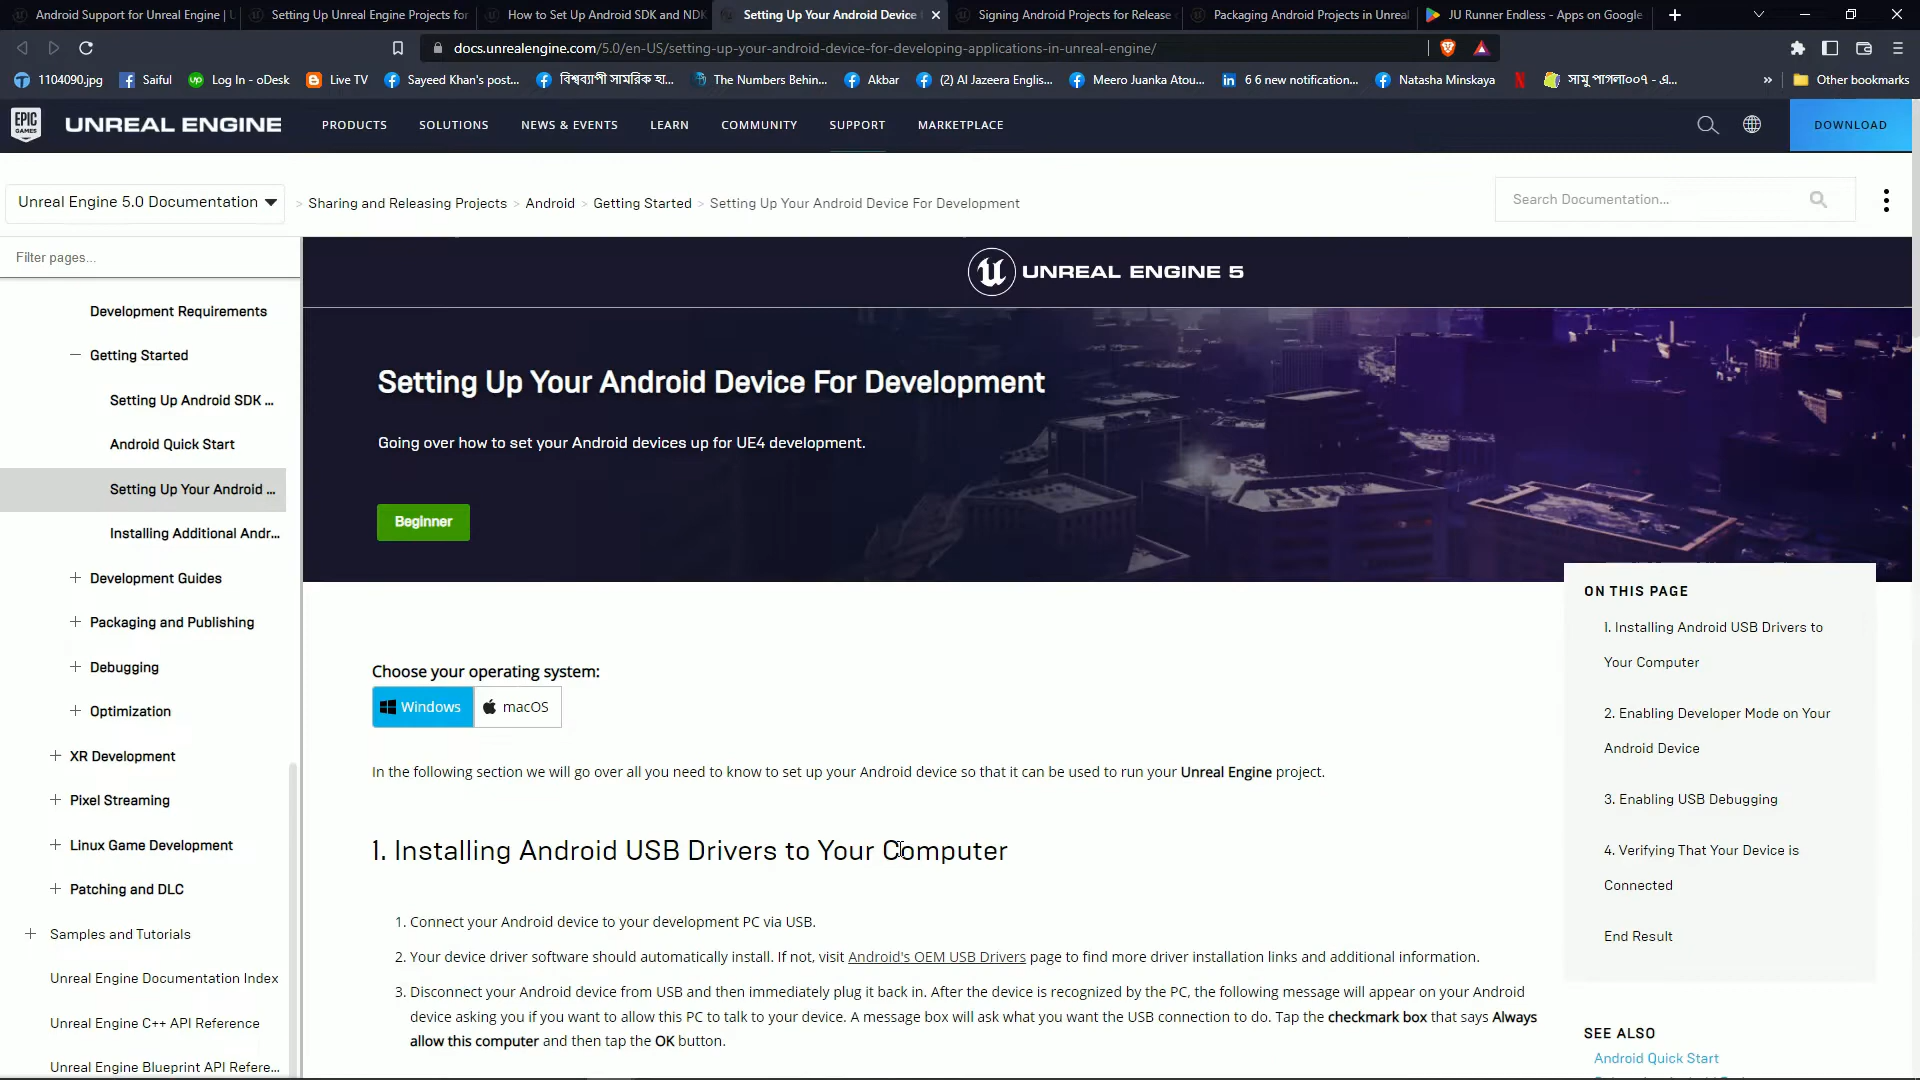 Android Support for Unreal Engine |
Setting Up Unreal Engine Projects for
How to Set Up Android SDK and NDK
Setting Up Your Android Device
Signing Android Projects for Release
Packaging Android Projects in Unreal
JU Runner Endless - Apps on Google
docs.unrealengine.com/5.0/en-US/setting-up-your-android-device-for-developing-applications-in-unreal-engine/
1104090.jpg
Saiful
Log In - oDesk
Live TV
Sayeed Khan's post...
বিশ্বব্যাপী সামরিক হা...
The Numbers Behin...
Akbar
(2) Al Jazeera Englis...
Meero Juanka Atou...
6 6 new notification...
Natasha Minskaya
সামু পাগলা০০৭ - এ...
Other bookmarks
EPIC GAMES
UNREAL ENGINE
PRODUCTS
SOLUTIONS
NEWS & EVENTS
LEARN
COMMUNITY
SUPPORT
MARKETPLACE
DOWNLOAD
Unreal Engine 5.0 Documentation
> Sharing and Releasing Projects > Android > Getting Started > Setting Up Your Android Device For Development
Search Documentation...
Filter pages...
Development Requirements
Getting Started
Setting Up Android SDK ...
Android Quick Start
Setting Up Your Android ...
Installing Additional Andr...
Development Guides
Packaging and Publishing
Debugging
Optimization
XR Development
Pixel Streaming
Linux Game Development
Patching and DLC
Samples and Tutorials
Unreal Engine Documentation Index
Unreal Engine C++ API Reference
Unreal Engine Blueprint API Refere...
UNREAL ENGINE 5
Setting Up Your Android Device For Development
Going over how to set your Android devices up for UE4 development.
Beginner
Choose your operating system:
Windows
macOS
In the following section we will go over all you need to know to set up your Android device so that it can be used to run your Unreal Engine project.
1. Installing Android USB Drivers to Your Computer
1. Connect your Android device to your development PC via USB.
2. Your device driver software should automatically install. If not, visit Android's OEM USB Drivers page to find more driver installation links and additional information.
3. Disconnect your Android device from USB and then immediately plug it back in. After the device is recognized by the PC, the following message will appear on your Android
device asking you if you want to allow this PC to talk to your device. A message box will ask what you want the USB connection to do. Tap the checkmark box that says Always
allow this computer and then tap the OK button.
ON THIS PAGE
1. Installing Android USB Drivers to
Your Computer
2. Enabling Developer Mode on Your
Android Device
3. Enabling USB Debugging
4. Verifying That Your Device is
Connected
End Result
SEE ALSO
Android Quick Start